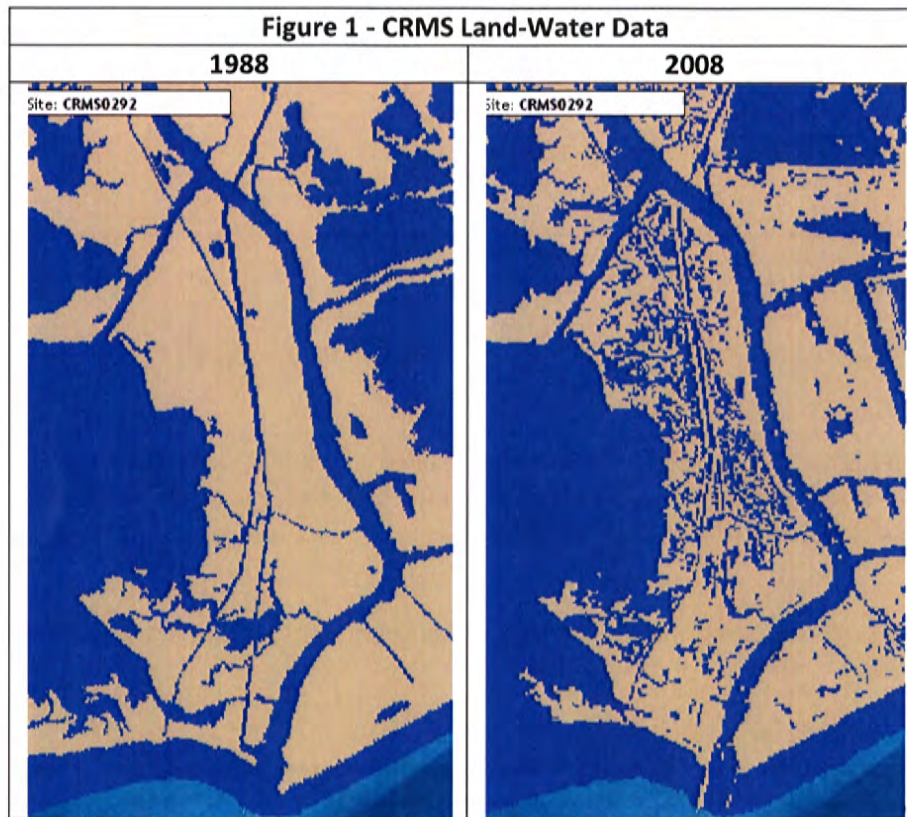 Figure 1 - CRMS Land-Water Data
1988
2008
Site: CRMS0292
Site: CRMS0292